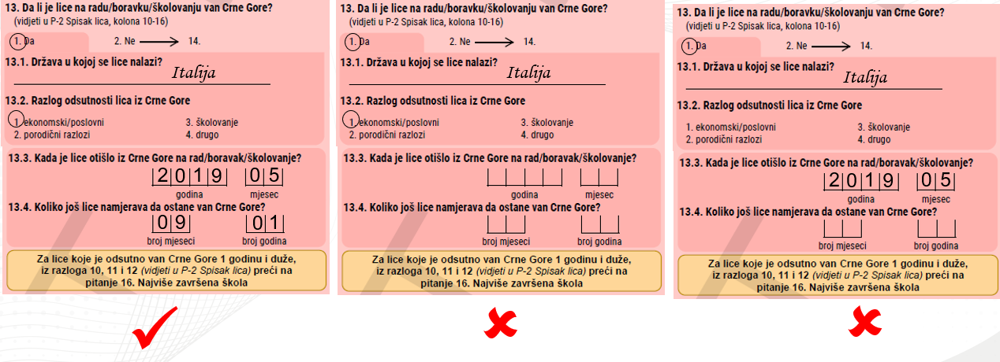 13. Da li je lice na radu/boravku/školovanju van Crne Gore?
(vidjeti u P-2 Spisak lica, kolona 10-16)
1. Da 2. Ne 14.
13.1. Država u kojoj se lice nalazi?
Italija
13.2. Razlog odsutnosti lica iz Crne Gore
1. ekonomski/poslovni 3. školovanje
2. porodični razlozi 4. drugo
13.3. Kada je lice otišlo iz Crne Gore na rad/boravak/školovanje?
2019 05
godina mjesec
13.4. Koliko još lice namjerava da ostane van Crne Gore?
09 01
broj mjeseci broj godina
Za lice koje je odsutno van Crne Gore 1 godinu i duže,
iz razloga 10, 11 i 12 (vidjeti u P-2 Spisak lica) preći na
pitanje 16. Najviše završena škola
13. Da li je lice na radu/boravku/školovanju van Crne Gore?
(vidjeti u P-2 Spisak lica, kolona 10-16)
1. Da 2. Ne 14.
13.1. Država u kojoj se lice nalazi?
Italija
13.2. Razlog odsutnosti lica iz Crne Gore
1. ekonomski/poslovni 3. školovanje
2. porodični razlozi 4. drugo
13.3. Kada je lice otišlo iz Crne Gore na rad/boravak/školovanje?
godina mjesec
13.4. Koliko još lice namjerava da ostane van Crne Gore?
broj mjeseci broj godina
Za lice koje je odsutno van Crne Gore 1 godinu i duže,
iz razloga 10, 11 i 12 (vidjeti u P-2 Spisak lica) preći na
pitanje 16. Najviše završena škola
13. Da li je lice na radu/boravku/školovanju van Crne Gore?
(vidjeti u P-2 Spisak lica, kolona 10-16)
1. Da 2. Ne 14.
13.1. Država u kojoj se lice nalazi?
Italija
13.2. Razlog odsutnosti lica iz Crne Gore
1. ekonomski/poslovni 3. školovanje
2. porodični razlozi 4. drugo
13.3. Kada je lice otišlo iz Crne Gore na rad/boravak/školovanje?
2019 05
godina mjesec
13.4. Koliko još lice namjerava da ostane van Crne Gore?
broj mjeseci broj godina
Za lice koje je odsutno van Crne Gore 1 godinu i duže,
iz razloga 10, 11 i 12 (vidjeti u P-2 Spisak lica) preći na
pitanje 16. Najviše završena škola